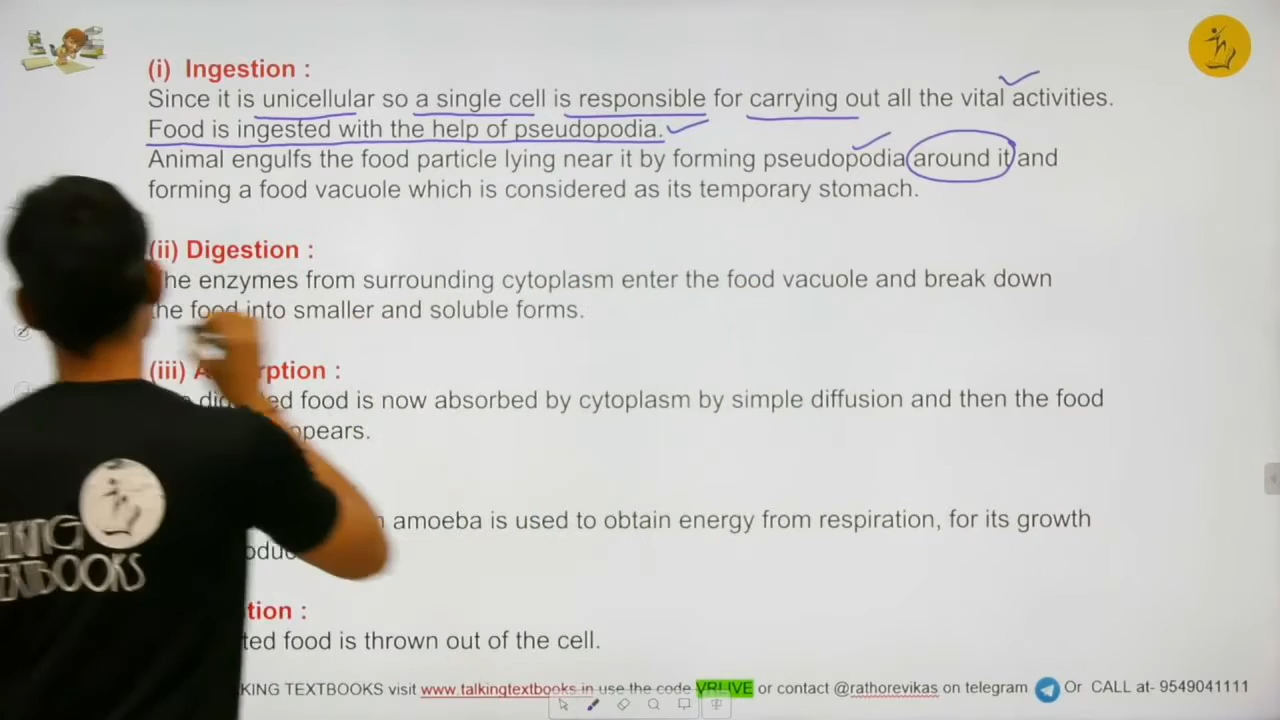 (i) Ingestion :
Since it is unicellular so a single cell is responsible for carrying out all the vital activities.
Food is ingested with the help of pseudopodia.
Animal engulfs the food particle lying near it by forming pseudopodia around it and
forming a food vacuole which is considered as its temporary stomach.
(ii) Digestion :
The enzymes from surrounding cytoplasm enter the food vacuole and break down
the food into smaller and soluble forms.
(iii) Absorption :
digested food is now absorbed by cytoplasm by simple diffusion and then the food
amoeba is used to obtain energy from respiration, for its growth
food is thrown out of the cell.
TALKING TEXTBOOKS
KING TEXTBOOKS visit www.talkingtextbooks.in use the code VRLIVE or contact @rathorevikas on telegram Or CALL at- 9549041111